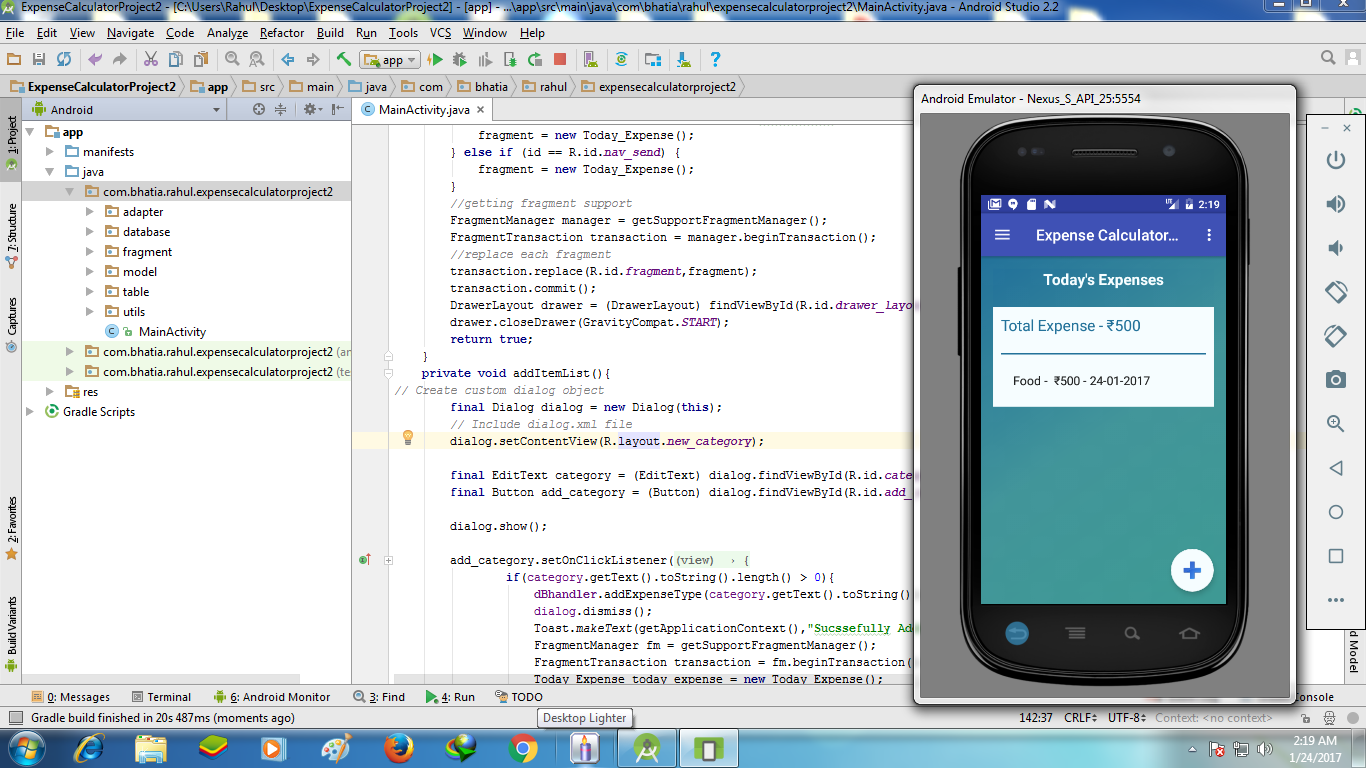 ExpenseCalculatorProject2 - [C:\Users\Rahul\Desktop\ExpenseCalculatorProject2] - [app] - ...\app\src\main\java\com\bhatia\rahul\expensecalculatorproject2\MainActivity.java - Android Studio 2.2
File Edit View Navigate Code Analyze Refactor Build Run Tools VCS Window Help
app
ExpenseCalculatorProject2 app src main java com bhatia rahul expensecalculatorproject2
Android
MainActivity.java
1: Project
7: Structure
Captures
2: Favorites
Build Variants
app
manifests
java
com.bhatia.rahul.expensecalculatorproject2
adapter
database
fragment
model
table
utils
MainActivity
com.bhatia.rahul.expensecalculatorproject2 (an
com.bhatia.rahul.expensecalculatorproject2 (te
res
Gradle Scripts
fragment = new Today_Expense();
} else if (id == R.id.nav_send) {
fragment = new Today_Expense();
}
//getting fragment support
FragmentManager manager = getSupportFragmentManager();
FragmentTransaction transaction = manager.beginTransaction();
//replace each fragment
transaction.replace(R.id.fragment,fragment);
transaction.commit();
DrawerLayout drawer = (DrawerLayout) findViewById(R.id.drawer_layo
drawer.closeDrawer(GravityCompat.START);
return true;
}
private void addItemList(){
// Create custom dialog object
final Dialog dialog = new Dialog(this);
// Include dialog.xml file
dialog.setContentView(R.layout.new_category);
final EditText category = (EditText) dialog.findViewById(R.id.cate
final Button add_category = (Button) dialog.findViewById(R.id.add_
dialog.show();
add_category.setOnClickListener((view) → {
if(category.getText().toString().length() > 0){
dBhandler.addExpenseType(category.getText().toString()
dialog.dismiss();
Toast.makeText(getApplicationContext(),"Sucssefully Ad
FragmentManager fm = getSupportFragmentManager();
FragmentTransaction transaction = fm.beginTransaction(
Today_Expense today_expense = new Today_Expense();
Android Emulator - Nexus_S_API_25:5554
LTE 2:19
Expense Calculator...
Today's Expenses
Total Expense - ₹500
Food - ₹500 - 24-01-2017
d Model
0: Messages Terminal 6: Android Monitor 3: Find 4: Run TODO
Console
Gradle build finished in 20s 487ms (moments ago)
142:37 CRLF UTF-8 Context: <no context>
Desktop Lighter
2:19 AM
1/24/2017